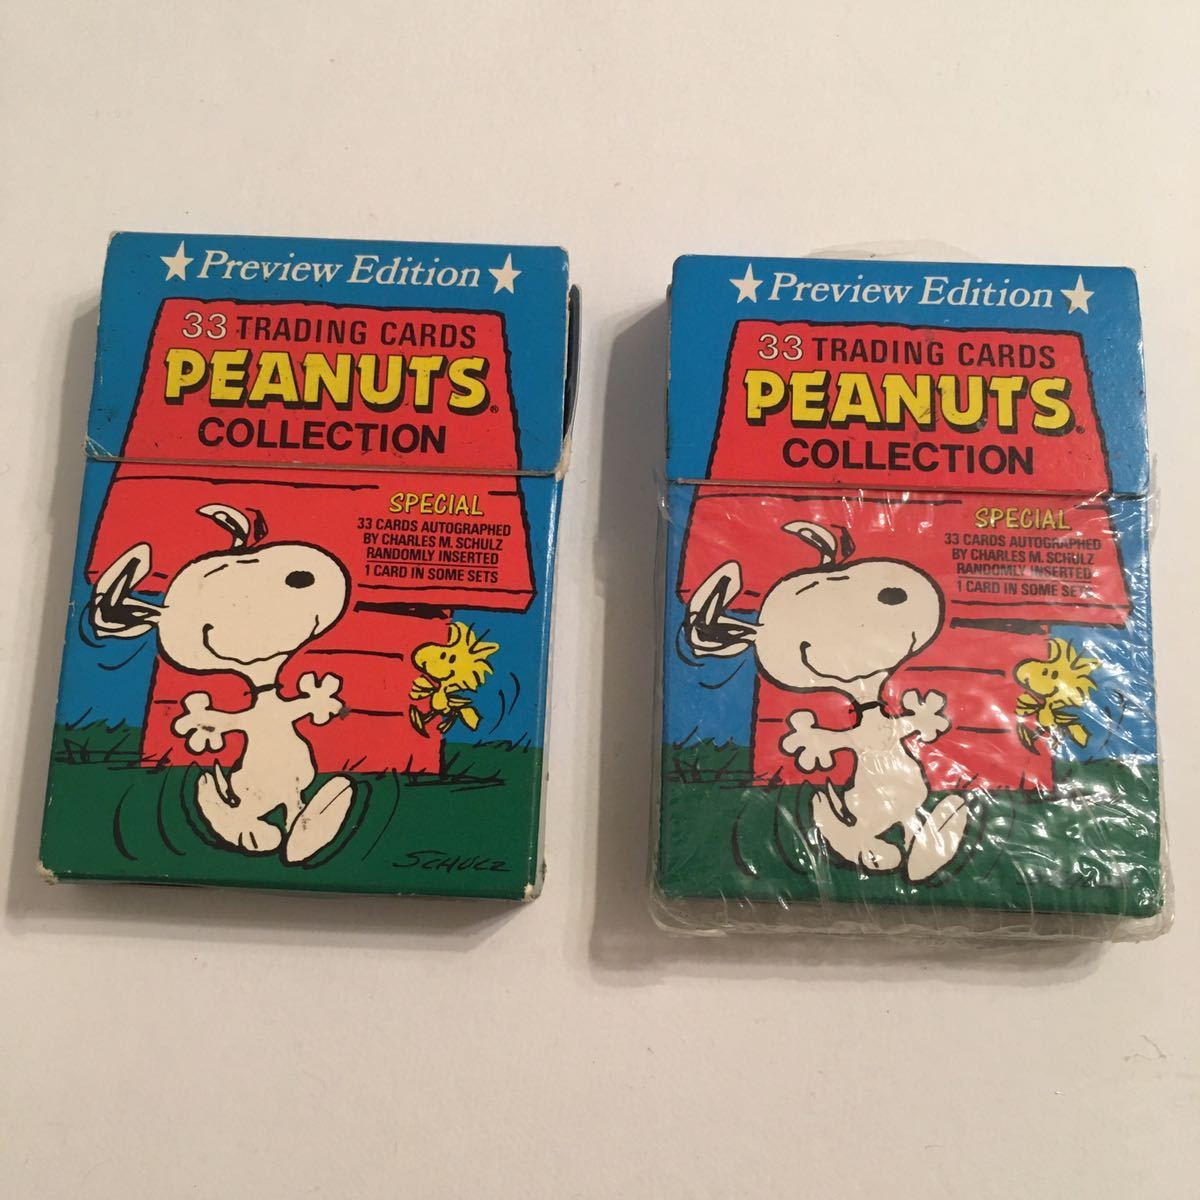 Preview Edition
33 TRADING CARDS
PEANUTS®
COLLECTION
SPECIAL
33 CARDS AUTOGRAPHED
BY CHARLES M. SCHULZ
RANDOMLY INSERTED
1 CARD IN SOME SETS
SCHULZ
Preview Edition
33 TRADING CARDS
PEANUTS®
COLLECTION
SPECIAL
33 CARDS AUTOGRAPHED
BY CHARLES M. SCHULZ
RANDOMLY INSERTED
1 CARD IN SOME SETS